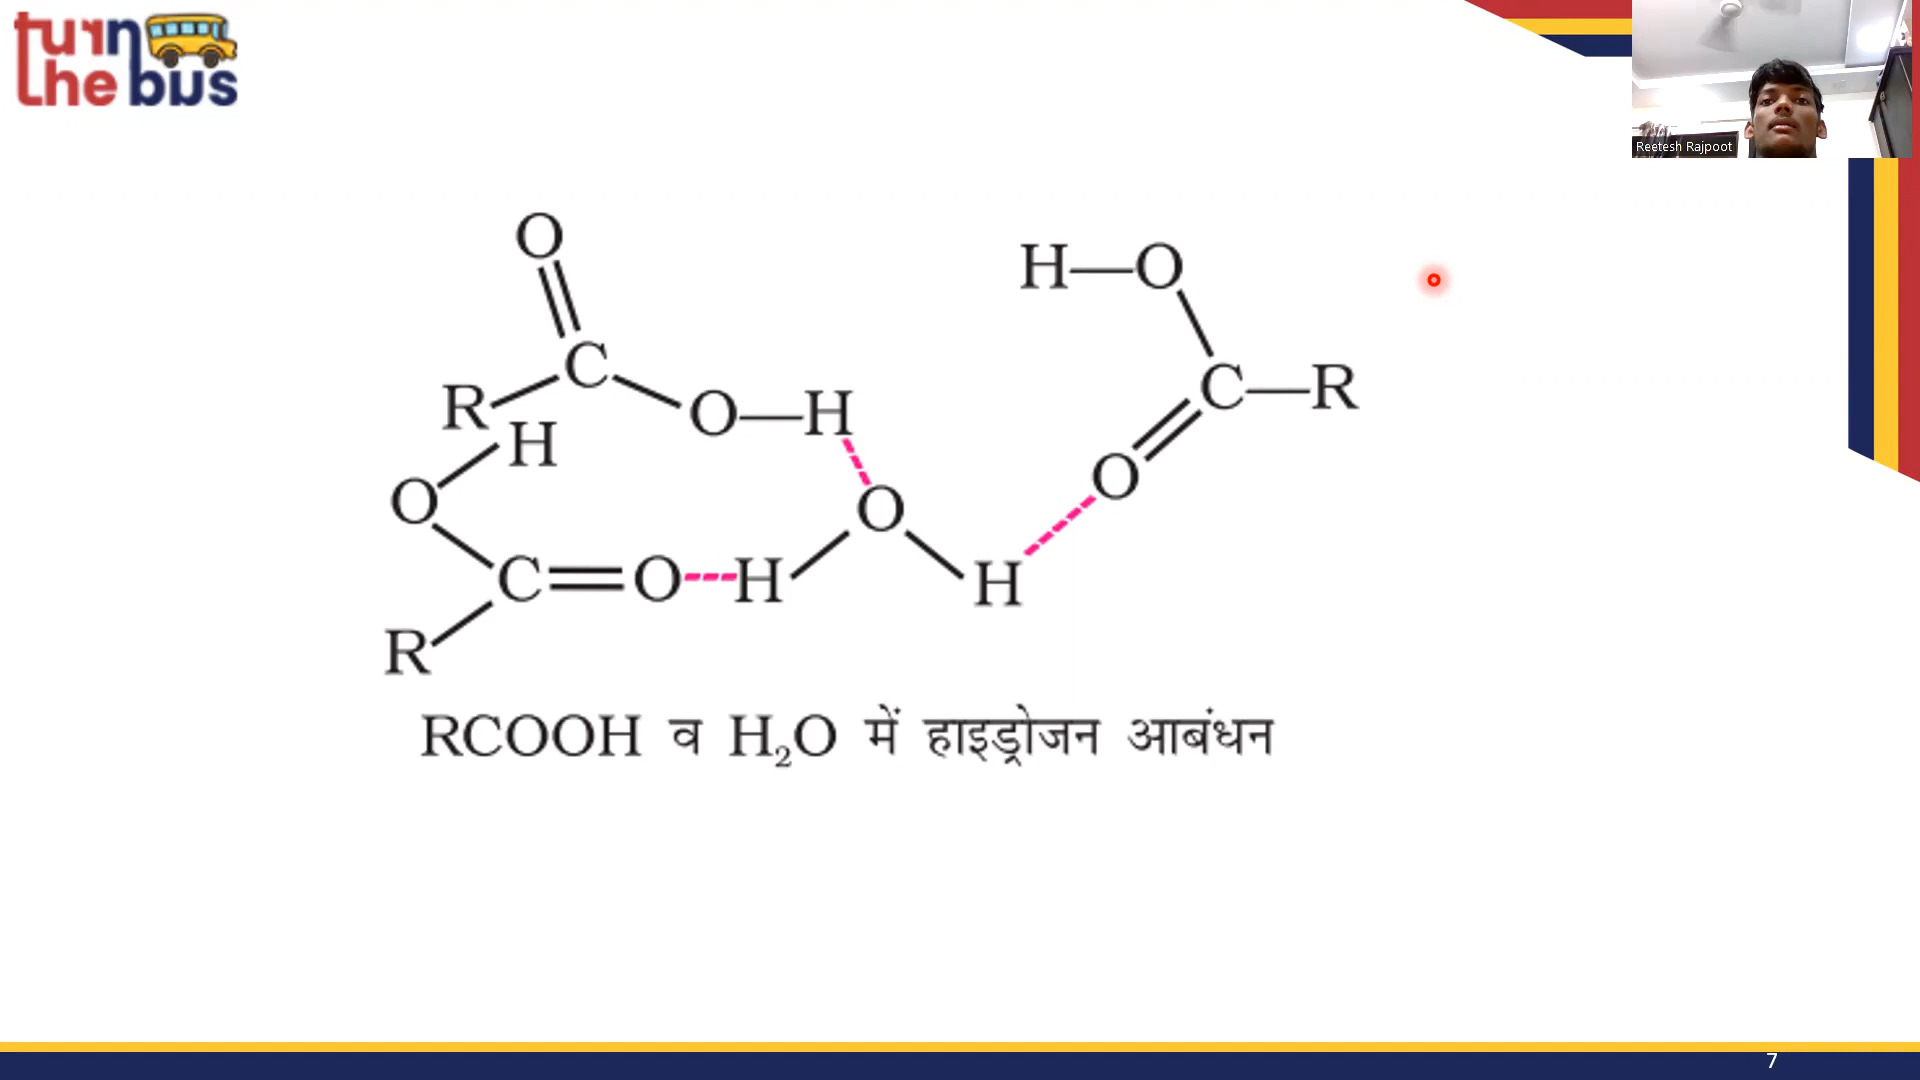 turn
the bus
Reetesh Rajpoot
O
H—O
C
R
C—R
O—H
H
O
O
O
C═O---H
H
R
RCOOH व H₂O में हाइड्रोजन आबंधन
7